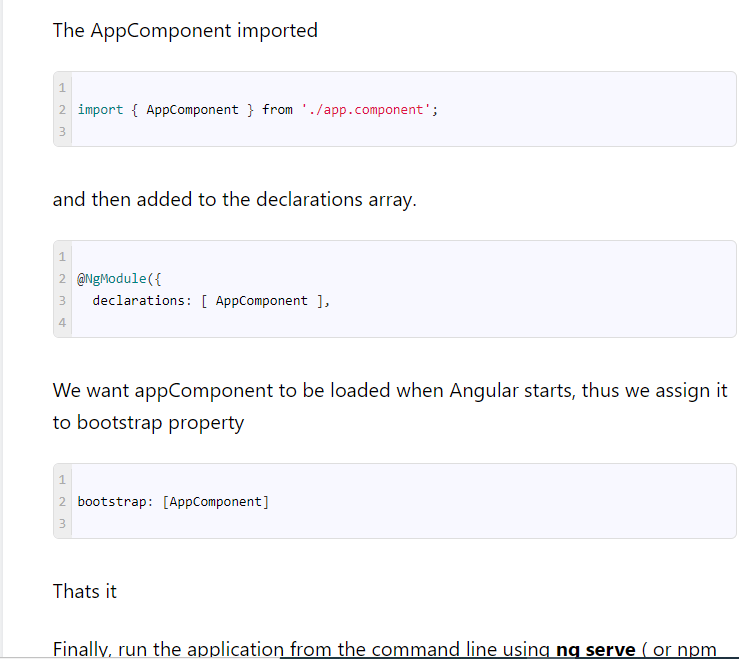 The AppComponent imported
1
2 import { AppComponent } from './app.component';
3
and then added to the declarations array.
1
2 @NgModule({
3   declarations: [ AppComponent ],
4
We want appComponent to be loaded when Angular starts, thus we assign it
to bootstrap property
1
2 bootstrap: [AppComponent]
3
Thats it
Finally, run the application from the command line using ng serve ( or npm